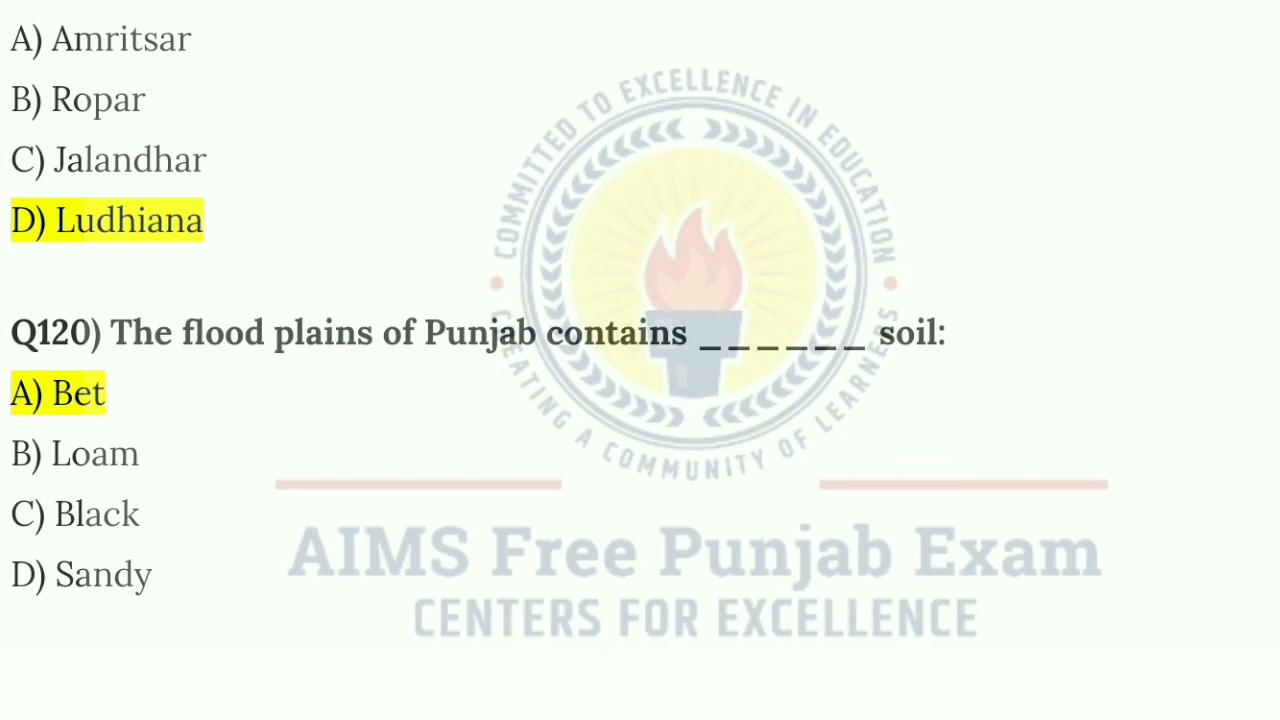 A) Amritsar
B) Ropar
C) Jalandhar
D) Ludhiana
Q120) The flood plains of Punjab contains ______ soil:
A) Bet
B) Loam
C) Black
D) Sandy
COMMITTED TO EXCELLENCE IN EDUCATION
CREATING A COMMUNITY OF LEARNERS
AIMS Free Punjab Exam
CENTERS FOR EXCELLENCE